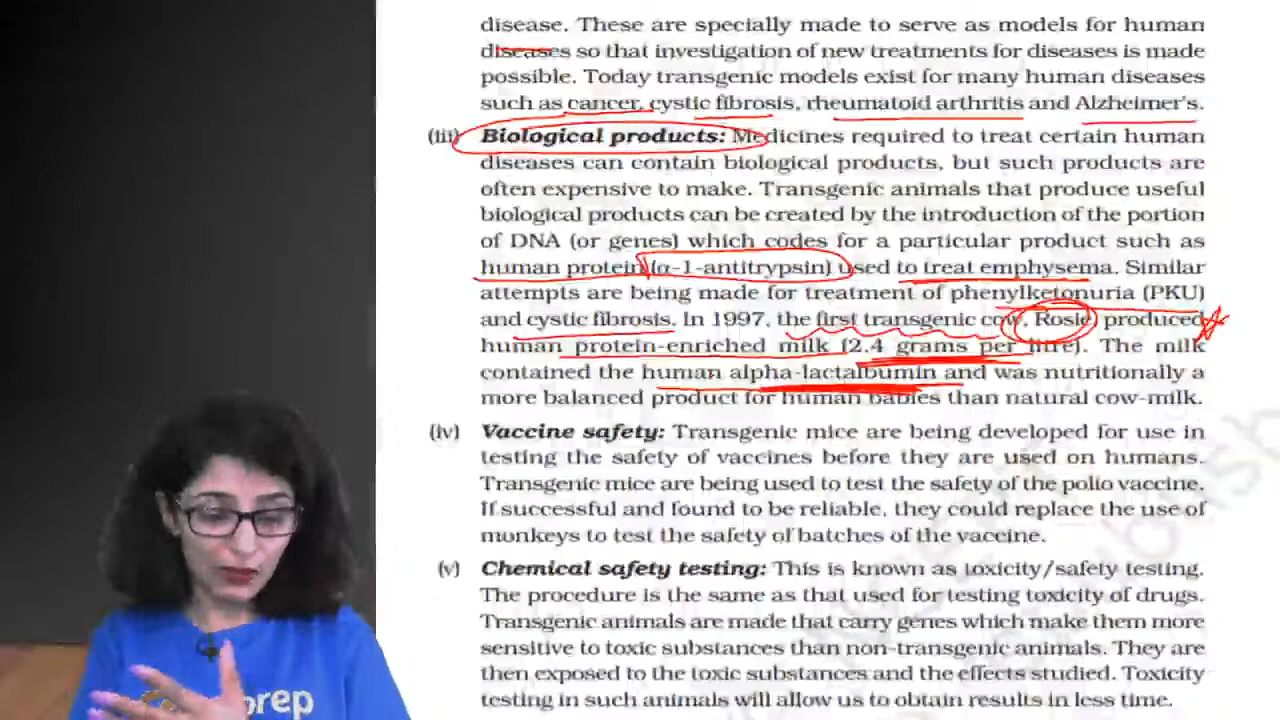 disease. These are specially made to serve as models for human
diseases so that investigation of new treatments for diseases is made
possible. Today transgenic models exist for many human diseases
such as cancer, cystic fibrosis, rheumatoid arthritis and Alzheimer's.
(iii) Biological products: Medicines required to treat certain human
diseases can contain biological products, but such products are
often expensive to make. Transgenic animals that produce useful
biological products can be created by the introduction of the portion
of DNA (or genes) which codes for a particular product such as
human protein (α-1-antitrypsin) used to treat emphysema. Similar
attempts are being made for treatment of phenylketonuria (PKU)
and cystic fibrosis. In 1997, the first transgenic cow, Rosie, produced
human protein-enriched milk (2.4 grams per litre). The milk
contained the human alpha-lactalbumin and was nutritionally a
more balanced product for human babies than natural cow-milk.
(iv) Vaccine safety: Transgenic mice are being developed for use in
testing the safety of vaccines before they are used on humans.
Transgenic mice are being used to test the safety of the polio vaccine.
If successful and found to be reliable, they could replace the use of
monkeys to test the safety of batches of the vaccine.
(v) Chemical safety testing: This is known as toxicity/safety testing.
The procedure is the same as that used for testing toxicity of drugs.
Transgenic animals are made that carry genes which make them more
sensitive to toxic substances than non-transgenic animals. They are
then exposed to the toxic substances and the effects studied. Toxicity
testing in such animals will allow us to obtain results in less time.